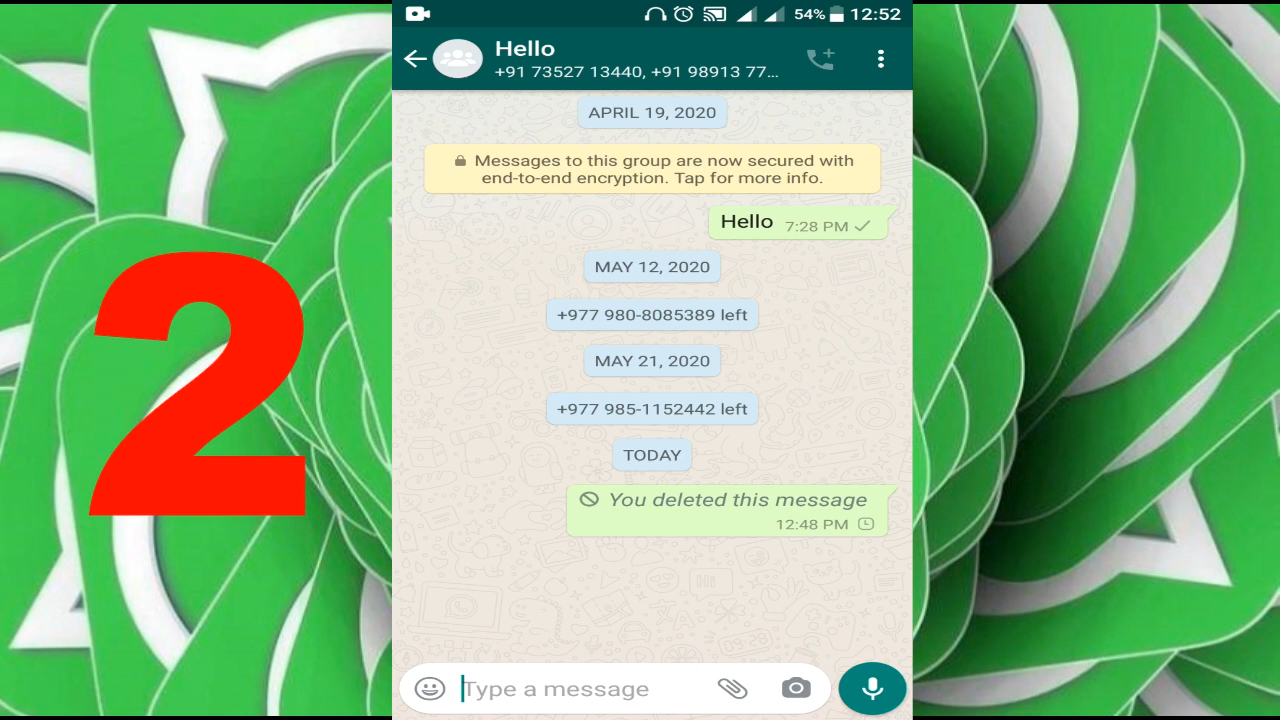 54% 12:52
Hello
+91 73527 13440, +91 98913 77...
APRIL 19, 2020
Messages to this group are now secured with
end-to-end encryption. Tap for more info.
Hello 7:28 PM
MAY 12, 2020
+977 980-8085389 left
MAY 21, 2020
+977 985-1152442 left
TODAY
You deleted this message
12:48 PM
2
Type a message